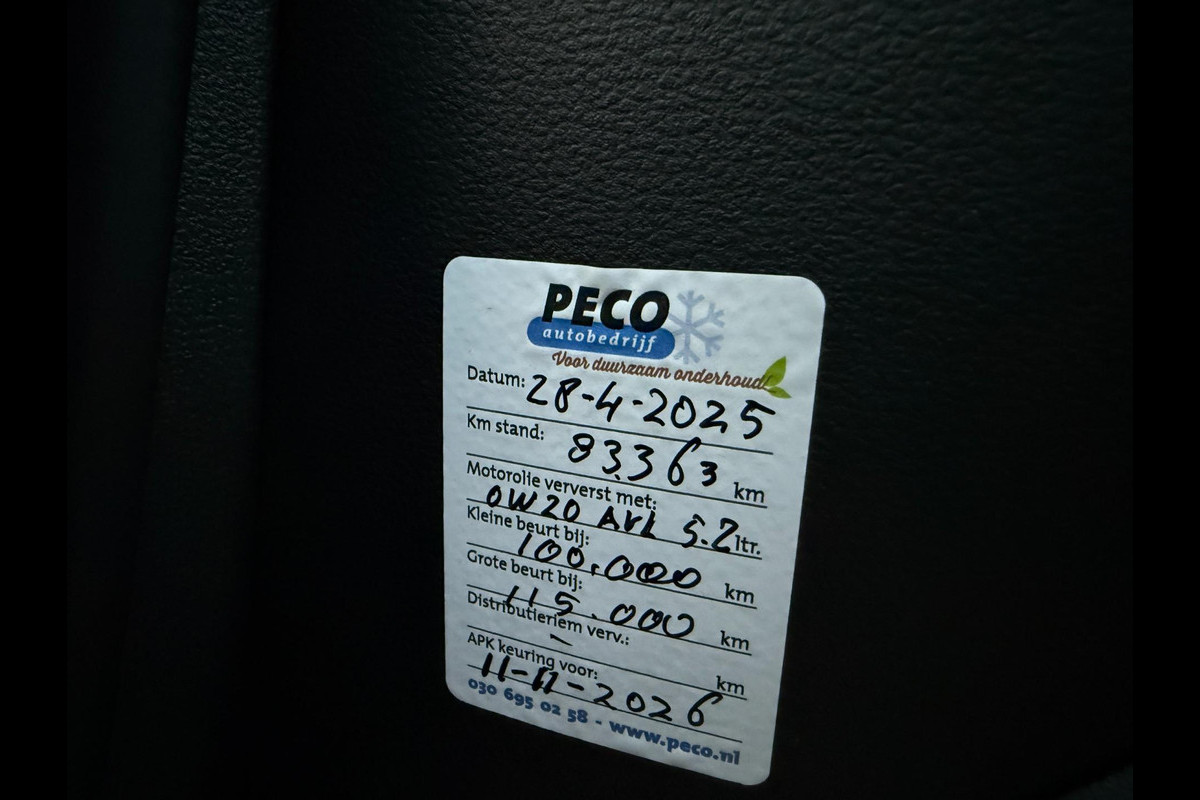 PECO
autobedrijf
Voor duurzaam onderhoud!
Datum: 28-4-2025
Km stand: 83.363 km
Motorolie ververst met:
0W20 5.2 ltr.
Kleine beurt bij:
100.000 km
Grote beurt bij:
115.000 km
Distributieriem verv.:
- km
APK keuring voor:
11-11-2026
030 695 02 58 - www.peco.nl